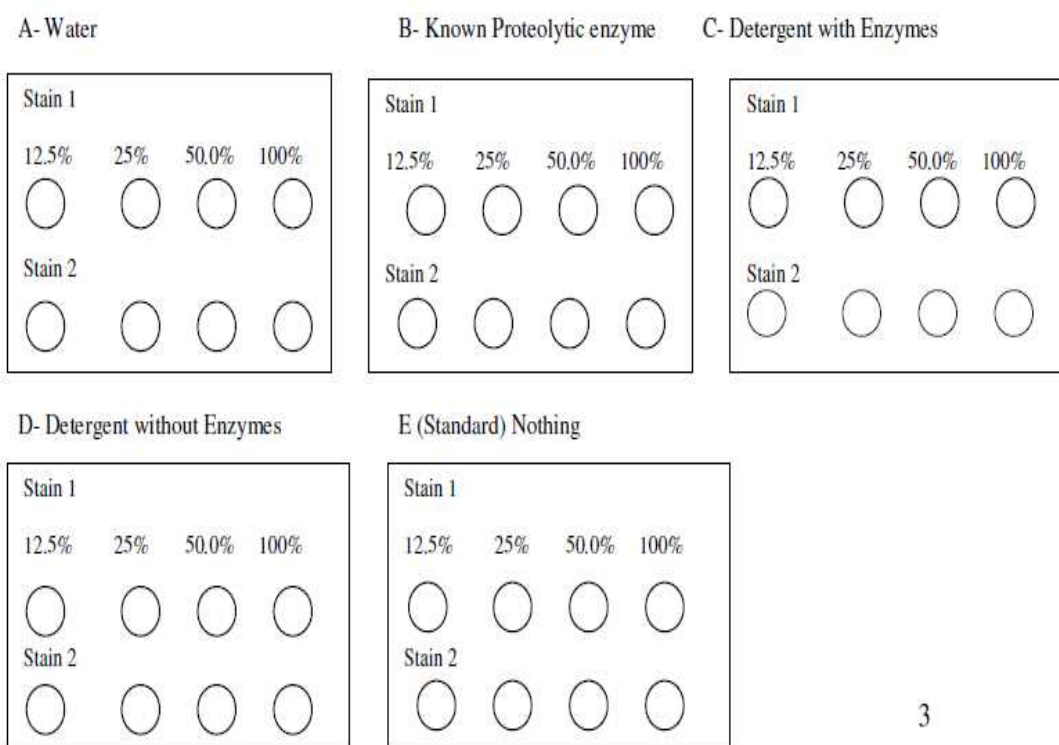 A- Water
Stain 1
12.5% 25% 50.0% 100%
Stain 2
B- Known Proteolytic enzyme
Stain 1
12.5% 25% 50.0% 100%
Stain 2
C- Detergent with Enzymes
Stain 1
12.5% 25% 50.0% 100%
Stain 2
D- Detergent without Enzymes
Stain 1
12.5% 25% 50.0% 100%
Stain 2
E (Standard) Nothing
Stain 1
12.5% 25% 50.0% 100%
Stain 2
3